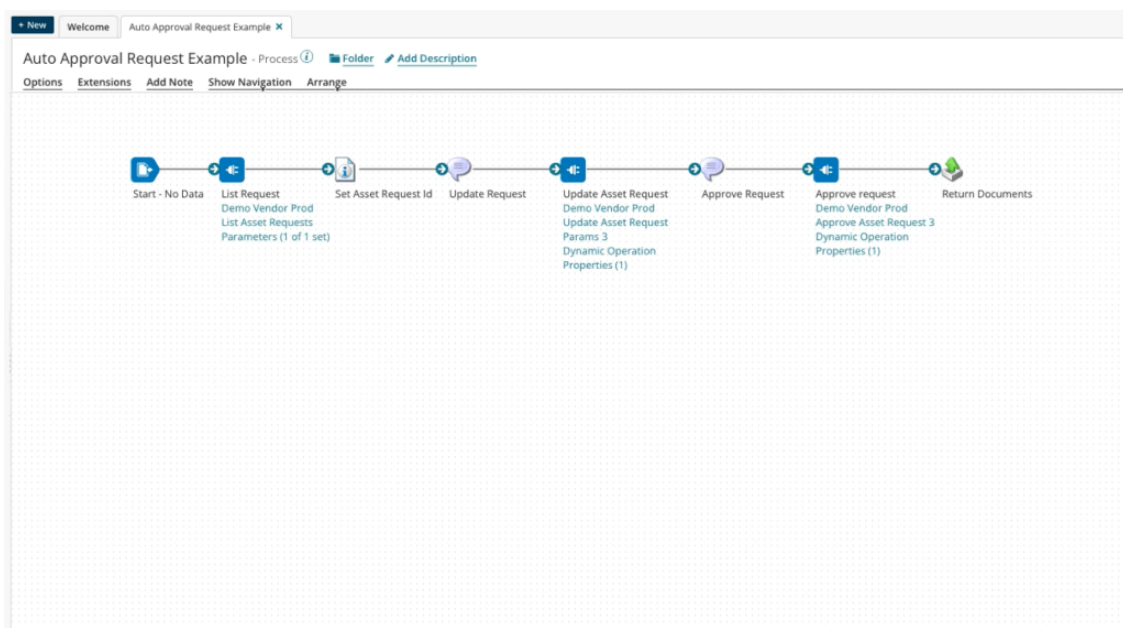 + New
Welcome
Auto Approval Request Example ×
Auto Approval Request Example - Process i Folder Add Description
Options Extensions Add Note Show Navigation Arrange
Start - No Data
List Request
Demo Vendor Prod
List Asset Requests
Parameters (1 of 1 set)
Set Asset Request Id
Update Request
Update Asset Request
Demo Vendor Prod
Update Asset Request
Params 3
Dynamic Operation
Properties (1)
Approve Request
Approve request
Demo Vendor Prod
Approve Asset Request 3
Dynamic Operation
Properties (1)
Return Documents